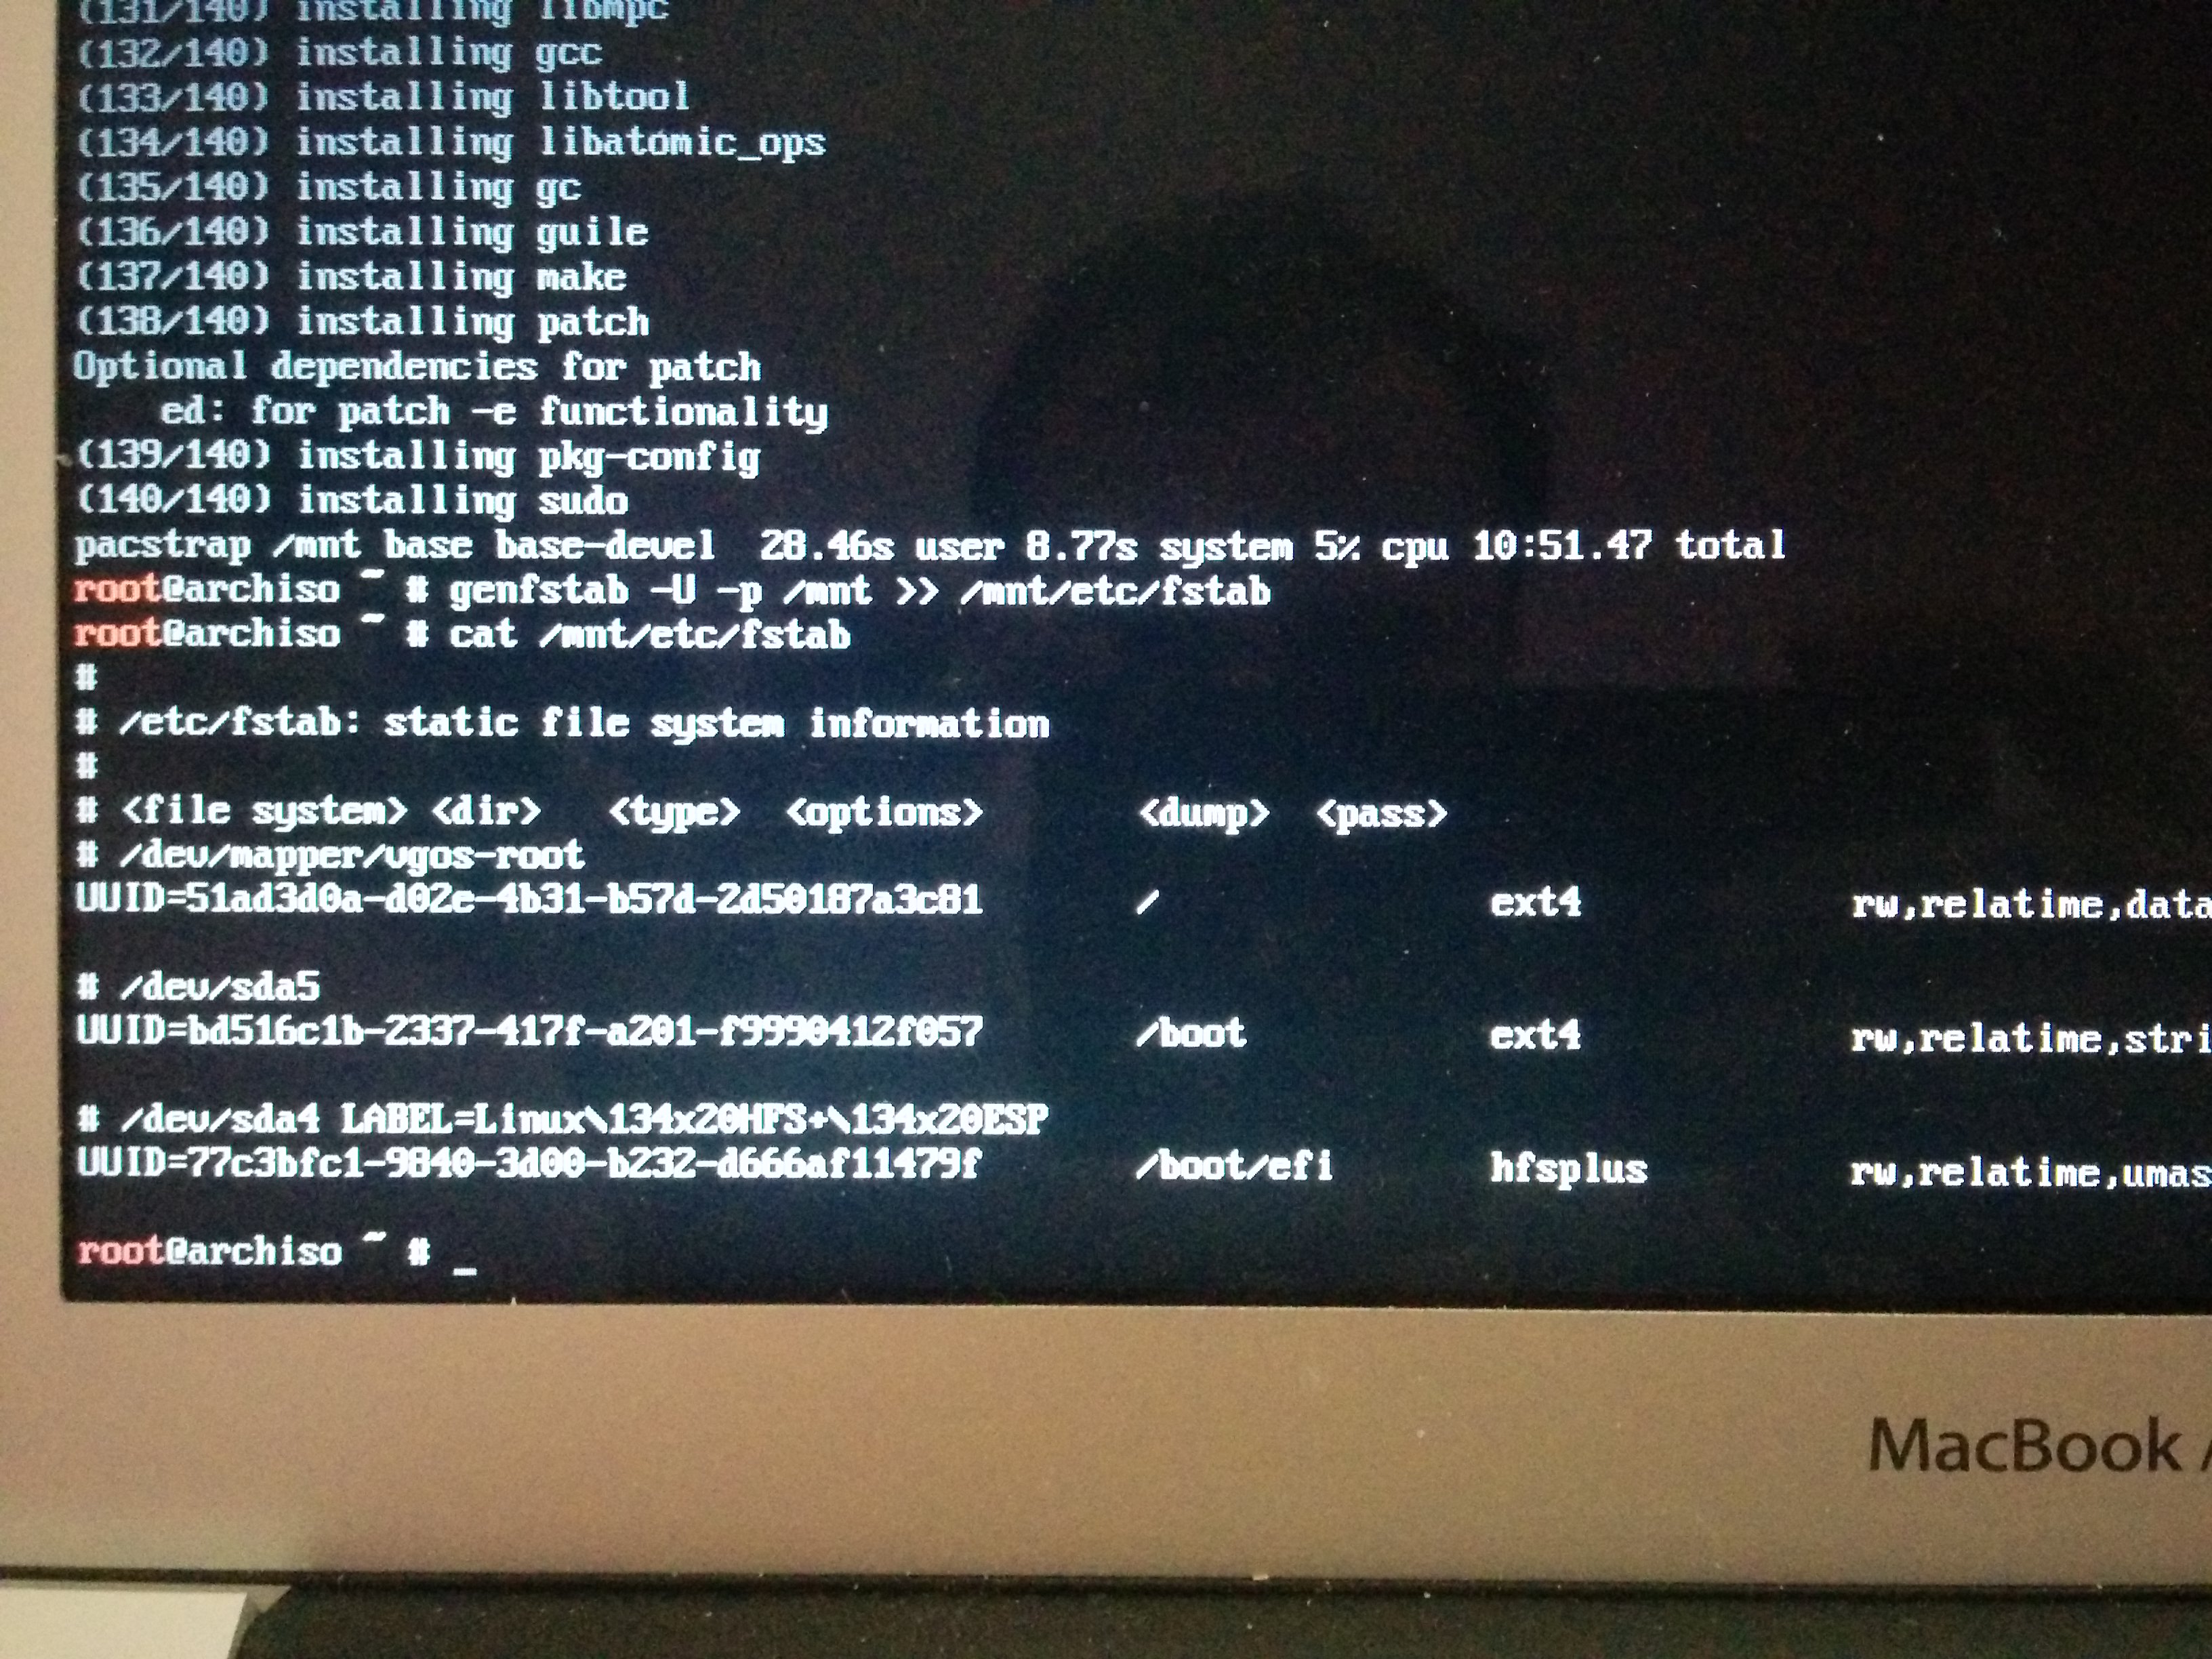 (131/140) installing libmpc
(132/140) installing gcc
(133/140) installing libtool
(134/140) installing libatomic_ops
(135/140) installing gc
(136/140) installing guile
(137/140) installing make
(138/140) installing patch
Optional dependencies for patch
    ed: for patch -e functionality
(139/140) installing pkg-config
(140/140) installing sudo
pacstrap /mnt base base-devel  28.46s user 8.77s system 5% cpu 10:51.47 total
root@archiso ~ # genfstab -U -p /mnt >> /mnt/etc/fstab
root@archiso ~ # cat /mnt/etc/fstab
#
# /etc/fstab: static file system information
#
# <file system> <dir>   <type>  <options>       <dump>  <pass>
# /dev/mapper/vgos-root
UUID=51ad3d0a-d02e-4b31-b57d-2d50187a3c81       /               ext4            rw,relatime,data
# /dev/sda5
UUID=bd516c1b-2337-417f-a201-f9990412f057       /boot           ext4            rw,relatime,stri
# /dev/sda4 LABEL=Linux\134x20HFS+\134x20ESP
UUID=77c3bfc1-9840-3d00-b232-d666af11479f       /boot/efi       hfsplus         rw,relatime,umas
root@archiso ~ # _
MacBook